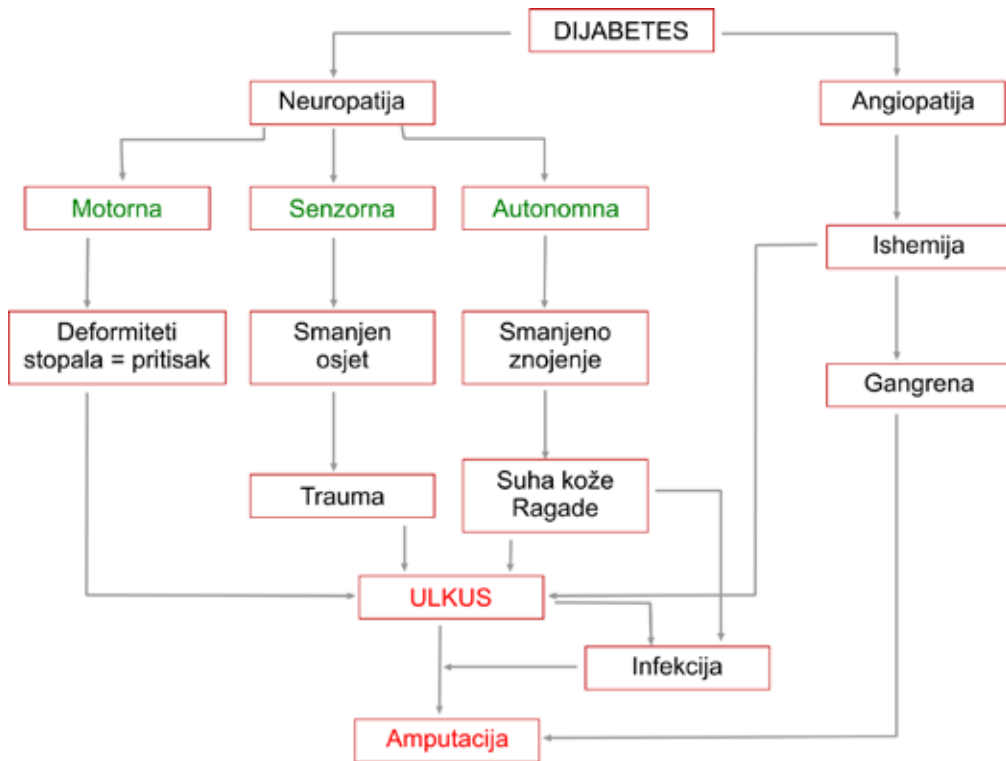 DIJABETES
Neuropatija
Angiopatija
Motorna
Senzorna
Autonomna
Ishemija
Deformiteti
stopala = pritisak
Smanjen
osjet
Smanjeno
znojenje
Gangrena
Trauma
Suha kože
Ragade
ULKUS
Infekcija
Amputacija